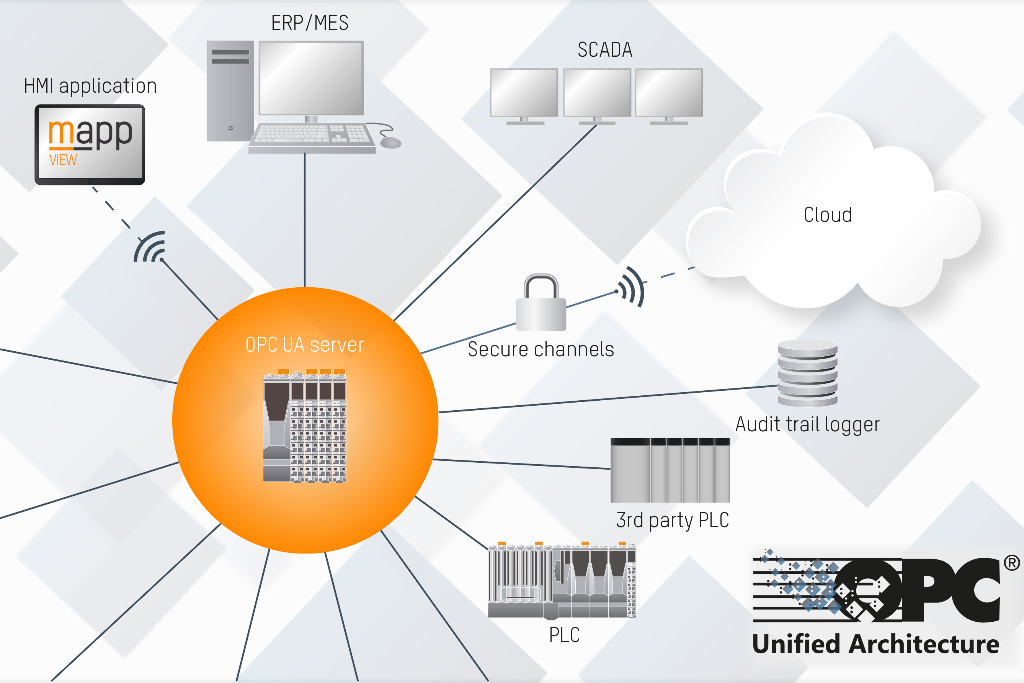 ERP/MES
SCADA
HMI application
mapp
VIEW
Cloud
OPC UA server
Secure channels
Audit trail logger
3rd party PLC
PLC
OPC®
Unified Architecture